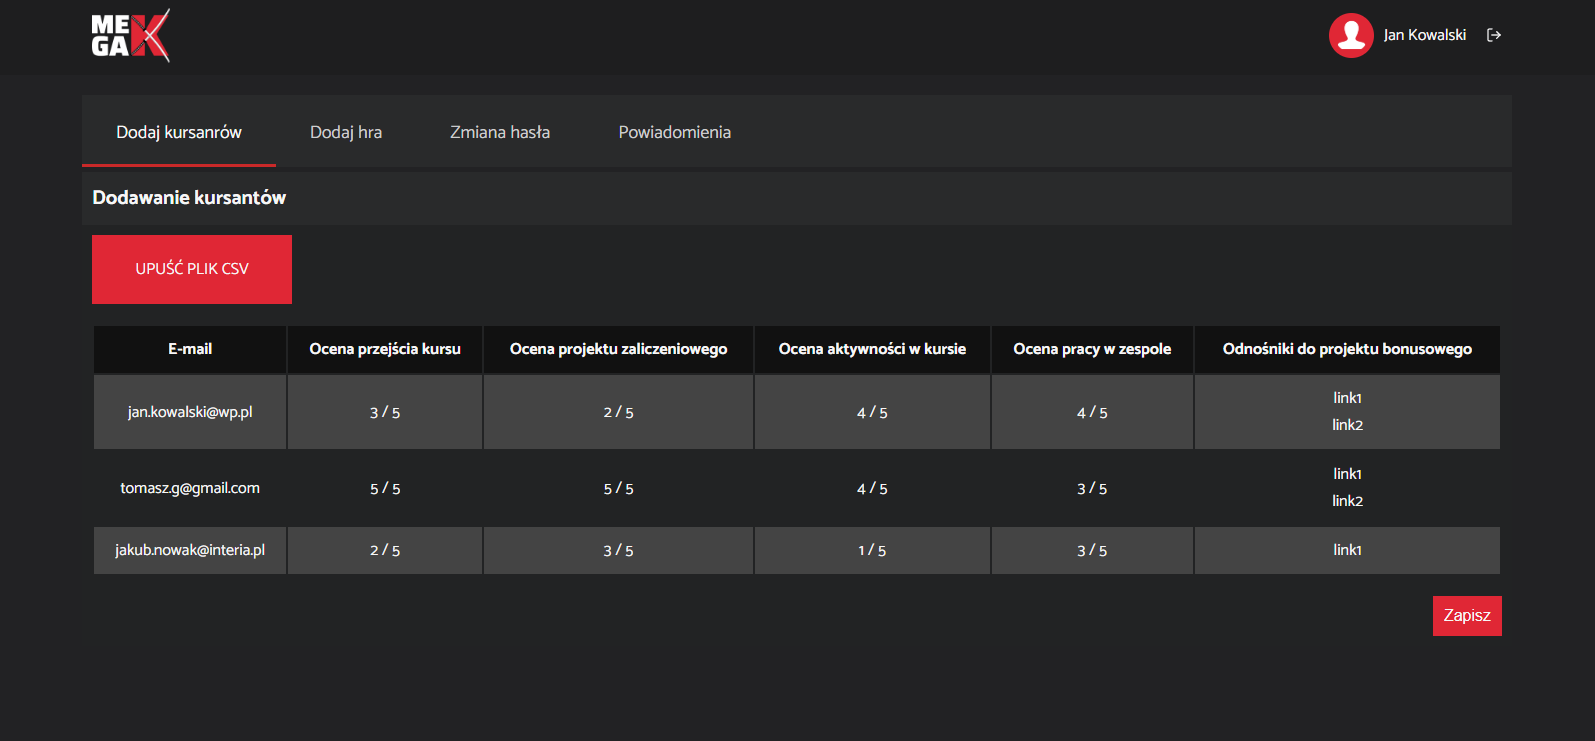 MEGA K
Jan Kowalski
Dodaj kursanrów
Dodaj hra
Zmiana hasła
Powiadomienia
Dodawanie kursantów
UPUŚĆ PLIK CSV
E-mail Ocena przejścia kursu Ocena projektu zaliczeniowego Ocena aktywności w kursie Ocena pracy w zespole Odnośniki do projektu bonusowego
jan.kowalski@wp.pl 3 / 5 2 / 5 4 / 5 4 / 5 link1
link2
tomasz.g@gmail.com 5 / 5 5 / 5 4 / 5 3 / 5 link1
link2
jakub.nowak@interia.pl 2 / 5 3 / 5 1 / 5 3 / 5 link1
Zapisz